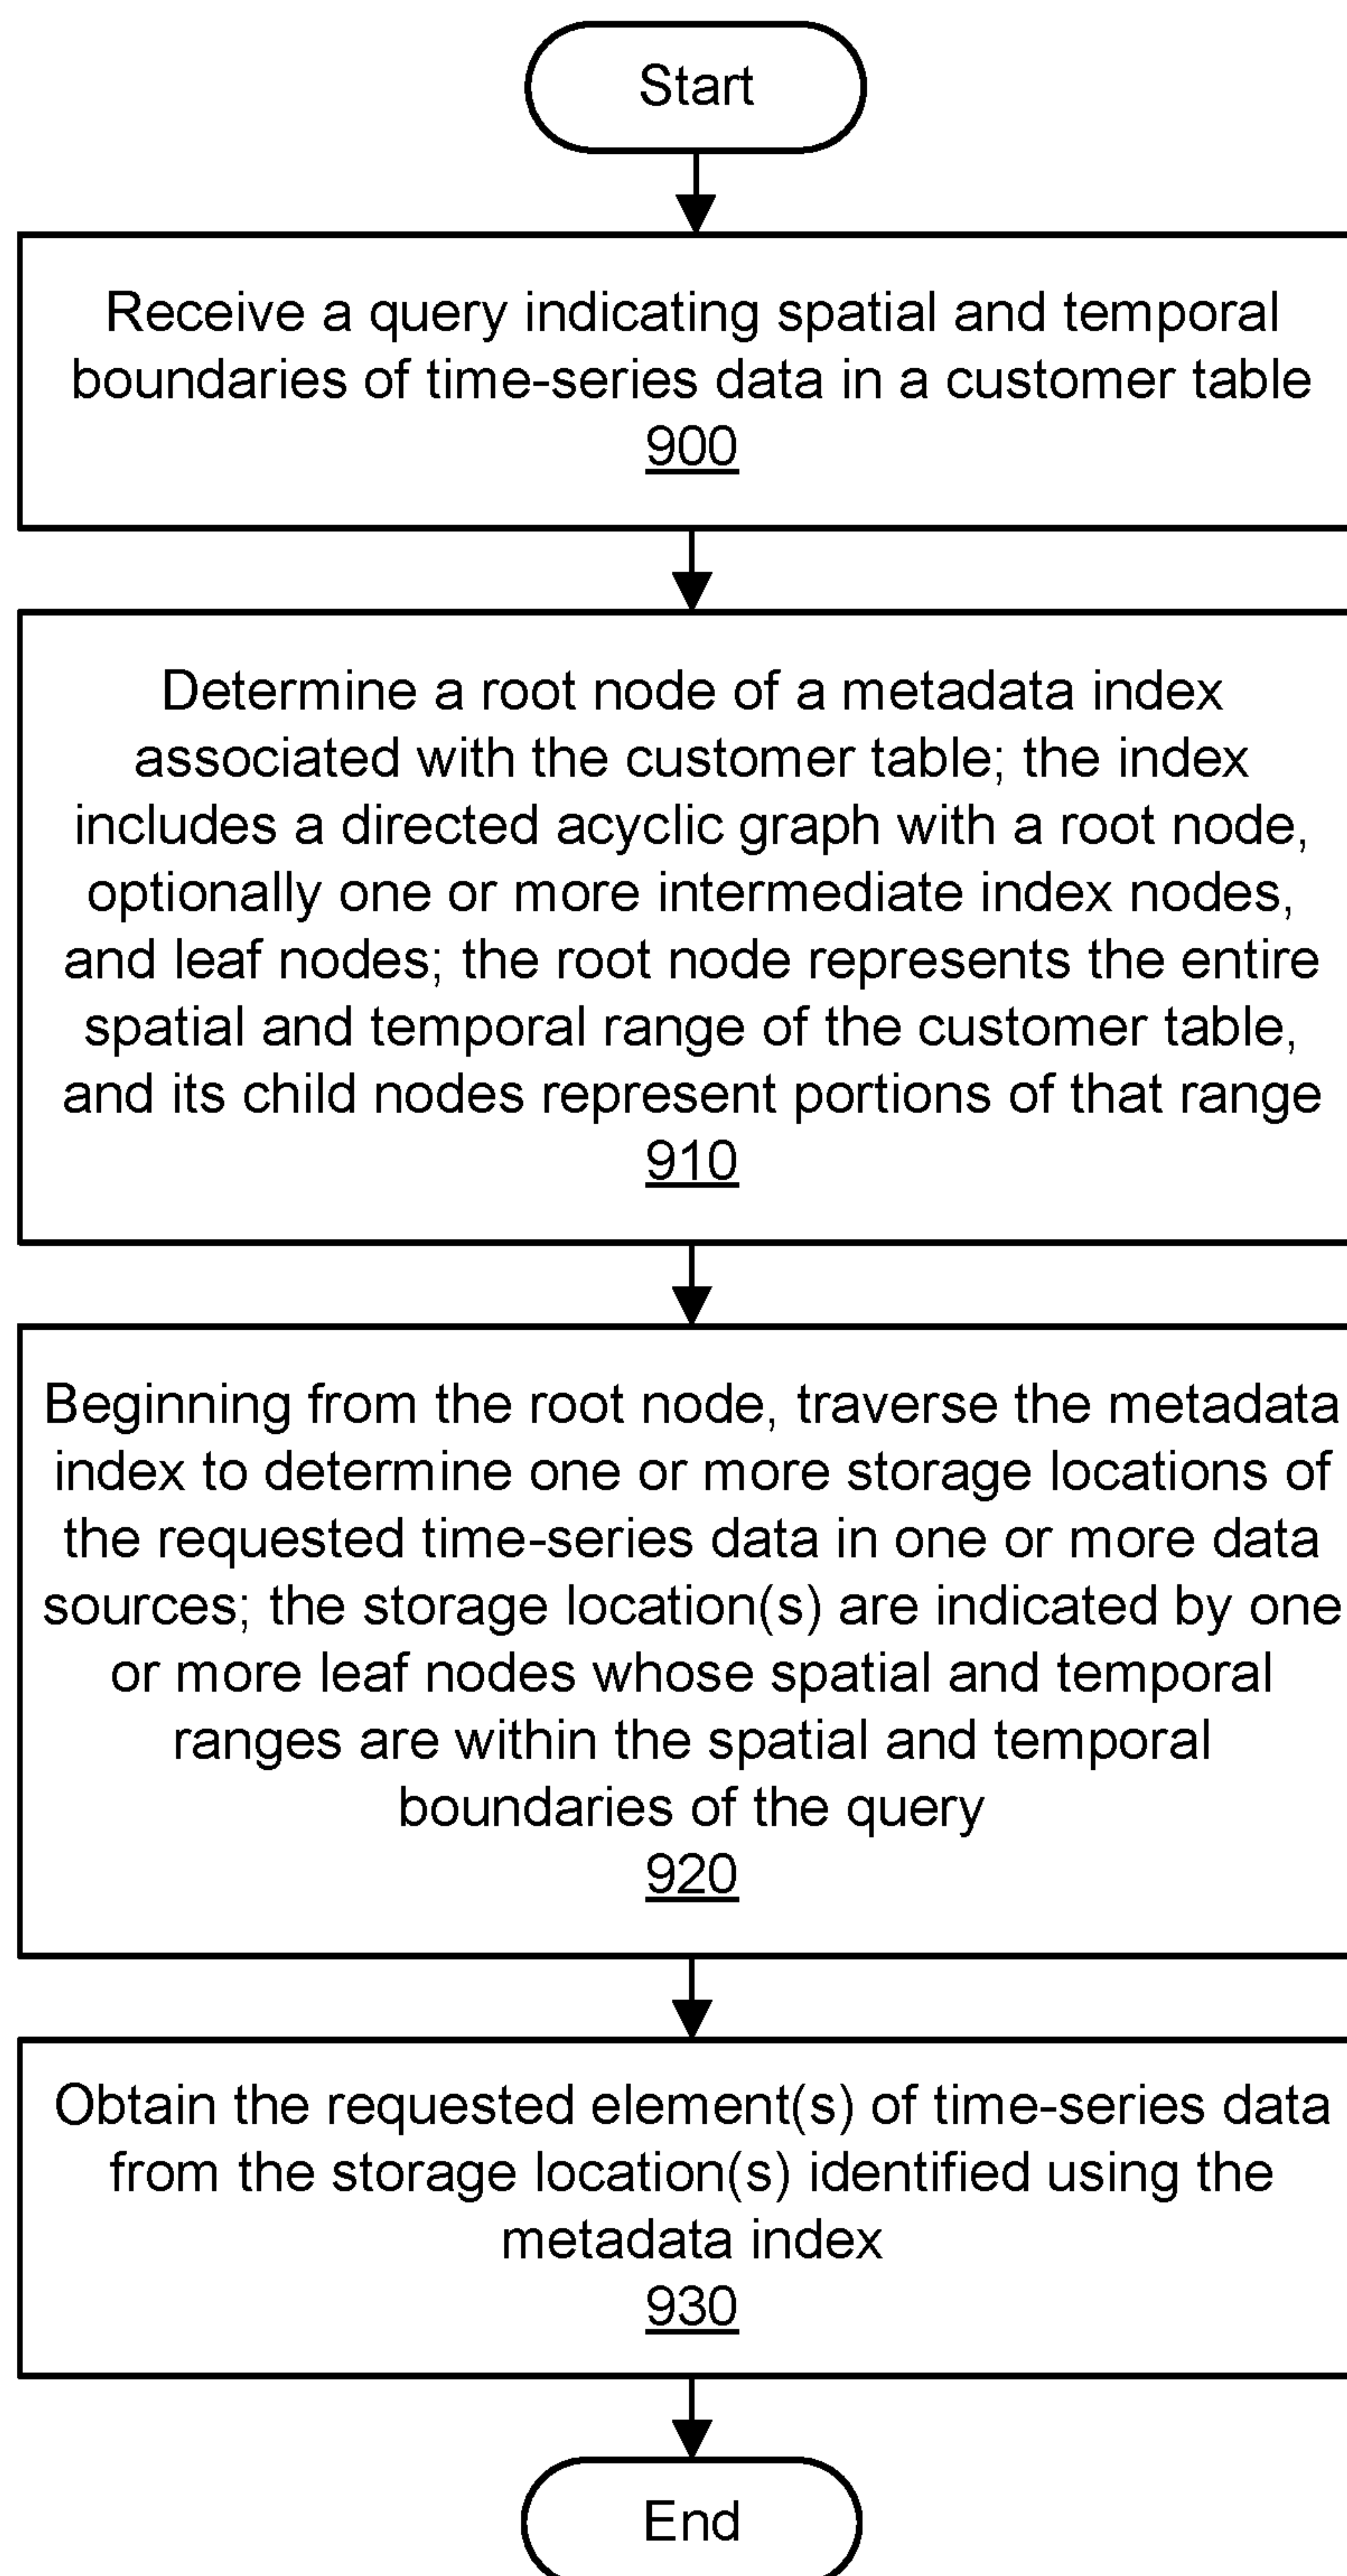 Start
Receive a query indicating spatial and temporal
boundaries of time-series data in a customer table
900
Determine a root node of a metadata index
associated with the customer table; the index
includes a directed acyclic graph with a root node,
optionally one or more intermediate index nodes,
and leaf nodes; the root node represents the entire
spatial and temporal range of the customer table,
and its child nodes represent portions of that range
910
Beginning from the root node, traverse the metadata
index to determine one or more storage locations of
the requested time-series data in one or more data
sources; the storage location(s) are indicated by one
or more leaf nodes whose spatial and temporal
ranges are within the spatial and temporal
boundaries of the query
920
Obtain the requested element(s) of time-series data
from the storage location(s) identified using the
metadata index
930
End